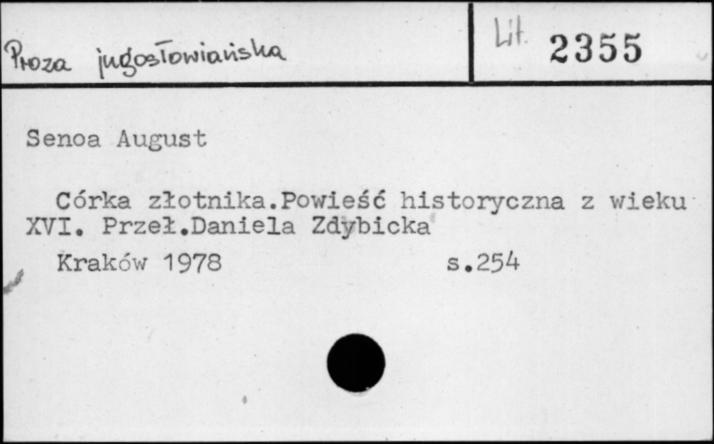 Proza jugosłowiańska
Lit. 2355
Senoa August
Córka złotnika.Powieść historyczna z wieku
XVI. Przeł.Daniela Zdybicka
Kraków 1978 s.254